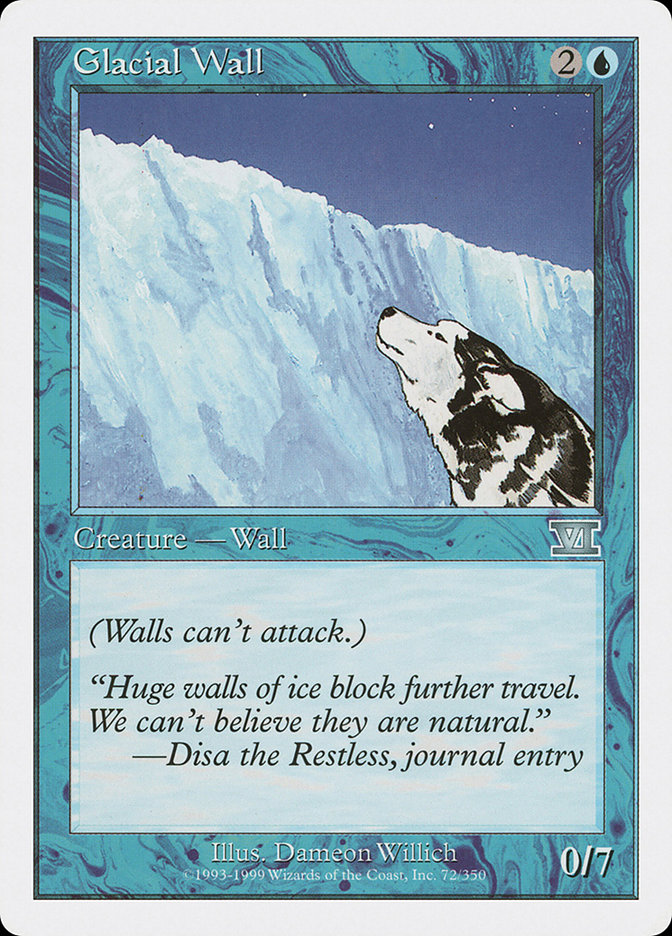 Glacial Wall 2
Creature — Wall VI
(Walls can't attack.)
“Huge walls of ice block further travel.
We can't believe they are natural.”
—Disa the Restless, journal entry
Illus. Dameon Willich
©1993-1999 Wizards of the Coast, Inc. 72/350
0/7